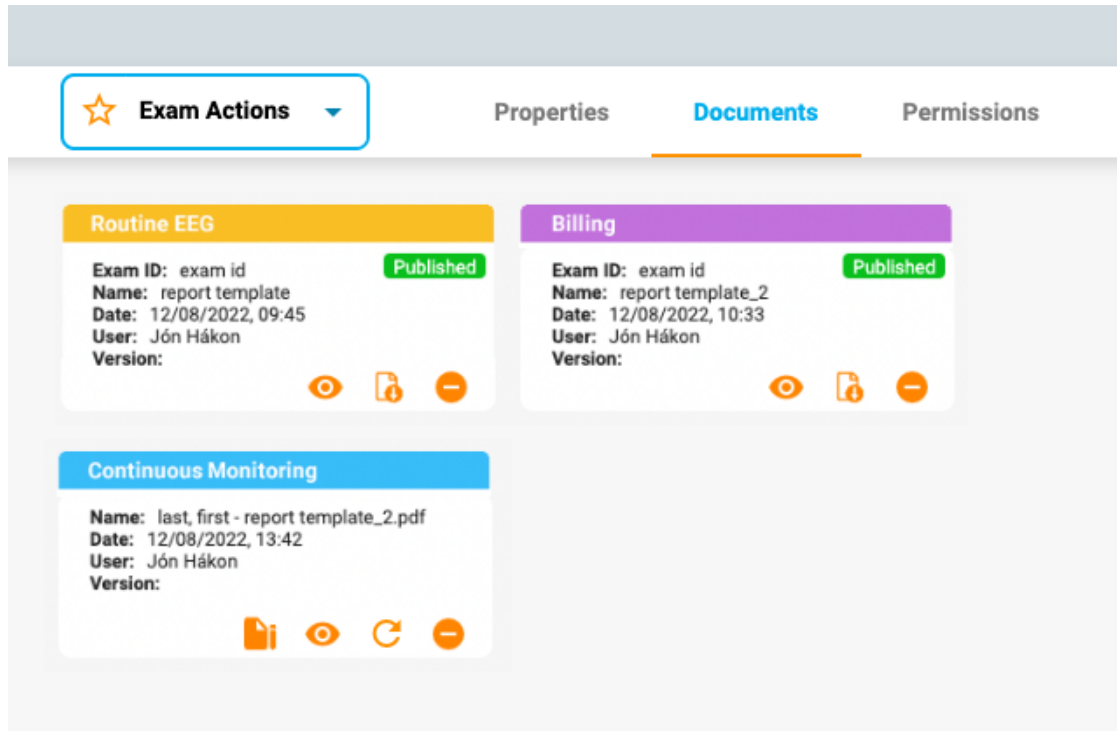 Exam Actions
Properties
Documents
Permissions
Routine EEG
Exam ID: exam id
Published
Name: report template
Date: 12/08/2022, 09:45
User: Jón Hákon
Version:
Billing
Exam ID: exam id
Published
Name: report template_2
Date: 12/08/2022, 10:33
User: Jón Hákon
Version:
Continuous Monitoring
Name: last, first - report template_2.pdf
Date: 12/08/2022, 13:42
User: Jón Hákon
Version: